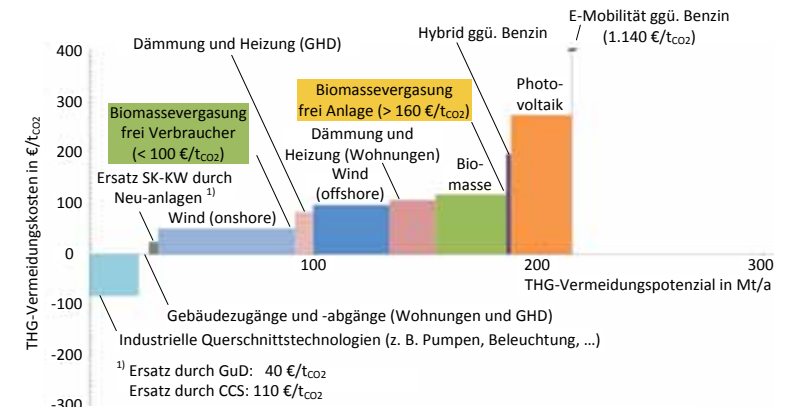 E-Mobilität ggü. Benzin
(1.140 €/tCO2)
Hybrid ggü. Benzin
Dämmung und Heizung (GHD)
THG-Vermeidungskosten in €/tCO2
400
300
200
100
0
-100
-200
-300
Photo-
voltaik
Biomassevergasung
frei Anlage (> 160 €/tCO2)
Biomassevergasung
frei Verbraucher
(< 100 €/tCO2)
Dämmung und
Heizung (Wohnungen)
Wind
(offshore)
Bio-
masse
Ersatz SK-KW durch
Neu-anlagen 1)
Wind (onshore)
100
200
300
THG-Vermeidungspotenzial in Mt/a
Gebäudezugänge und -abgänge (Wohnungen und GHD)
Industrielle Querschnittstechnologien (z. B. Pumpen, Beleuchtung, …)
1) Ersatz durch GuD: 40 €/tCO2
Ersatz durch CCS: 110 €/tCO2